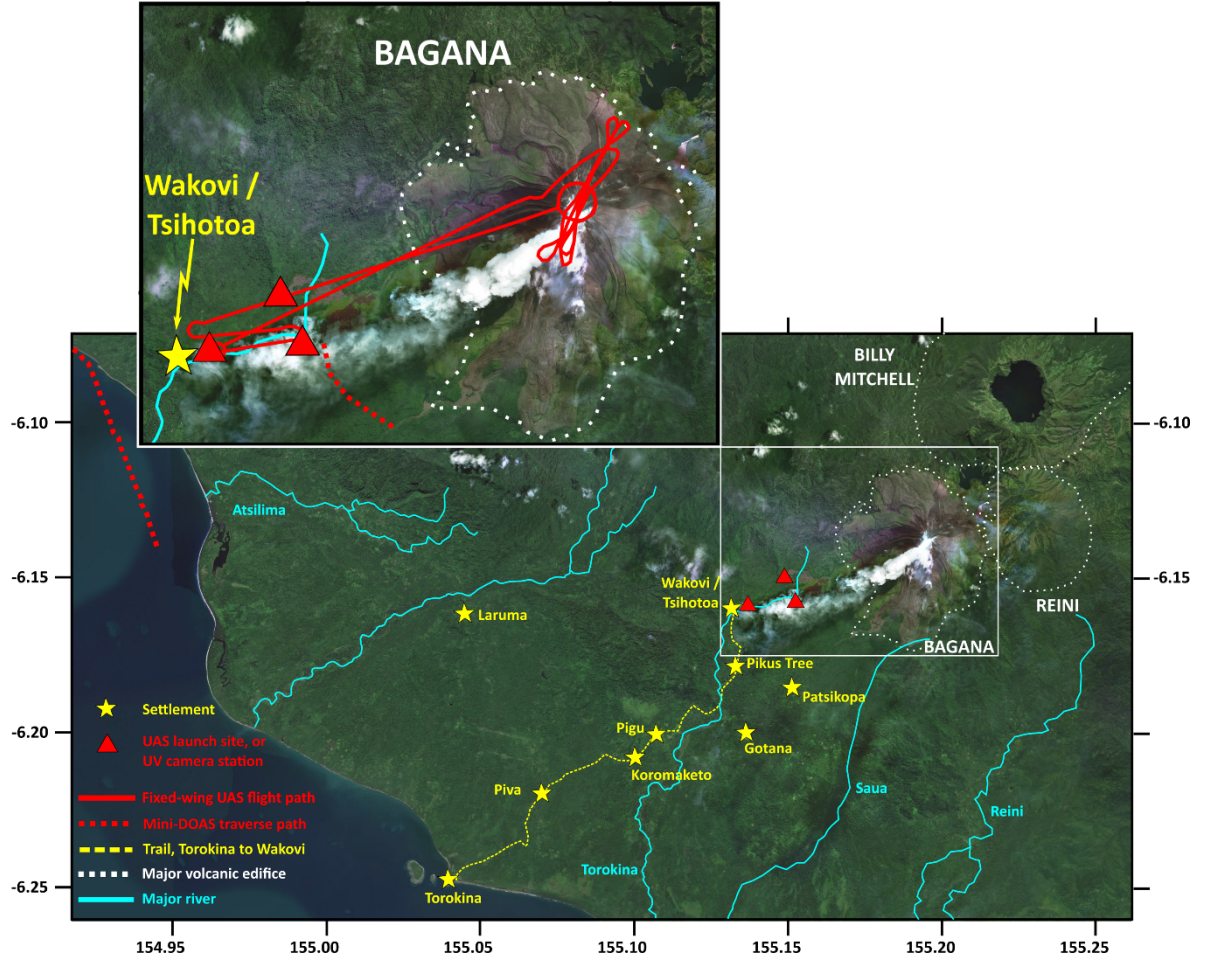 BAGANA
Wakovi /
Tsihotoa
BILLY
MITCHELL
-6.10
-6.10
Atsilima
-6.15
-6.15
Wakovi /
Tsihotoa
REINI
Laruma
BAGANA
Pikus Tree
Patsikopa
Settlement
-6.20
-6.20
Pigu
Gotana
UAS launch site, or
UV camera station
Koromaketo
Saua
Piva
Fixed-wing UAS flight path
Reini
Mini-DOAS traverse path
Trail, Torokina to Wakovi
Torokina
Major volcanic edifice
-6.25
-6.25
Major river
Torokina
154.95
155.00
155.05
155.10
155.15
155.20
155.25